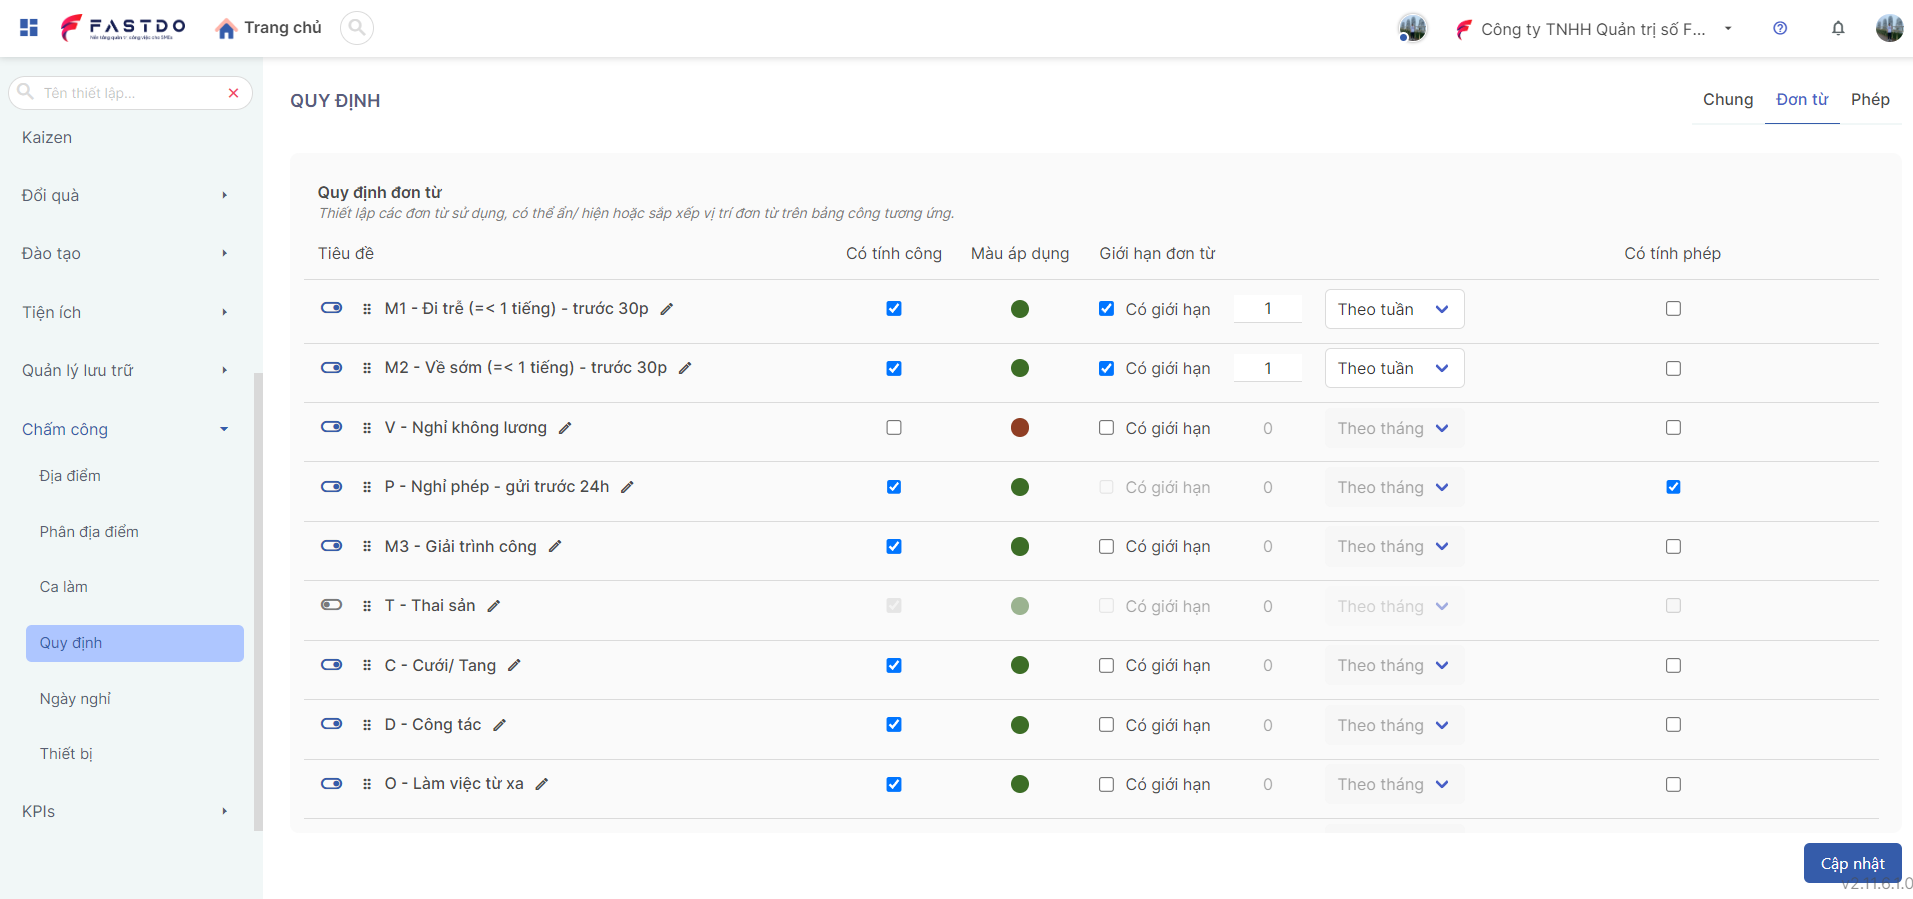 FASTDO
Nền tảng quản trị công việc cho SMEs
Trang chủ
Công ty TNHH Quản trị số F...
Tên thiết lập...
Kaizen
Đổi quà
Đào tạo
Tiện ích
Quản lý lưu trữ
Chấm công
Địa điểm
Phân địa điểm
Ca làm
Quy định
Ngày nghỉ
Thiết bị
KPIs
QUY ĐỊNH
Chung Đơn từ Phép
Quy định đơn từ
Thiết lập các đơn từ sử dụng, có thể ẩn/ hiện hoặc sắp xếp vị trí đơn từ trên bảng công tương ứng.
Tiêu đề Có tính công Màu áp dụng Giới hạn đơn từ Có tính phép
M1 - Đi trễ (=< 1 tiếng) - trước 30p Có giới hạn 1 Theo tuần
M2 - Về sớm (=< 1 tiếng) - trước 30p Có giới hạn 1 Theo tuần
V - Nghỉ không lương Có giới hạn 0 Theo tháng
P - Nghỉ phép - gửi trước 24h Có giới hạn 0 Theo tháng
M3 - Giải trình công Có giới hạn 0 Theo tháng
T - Thai sản Có giới hạn 0 Theo tháng
C - Cưới/ Tang Có giới hạn 0 Theo tháng
D - Công tác Có giới hạn 0 Theo tháng
O - Làm việc từ xa Có giới hạn 0 Theo tháng
Cập nhật
v2.11.6.1.0